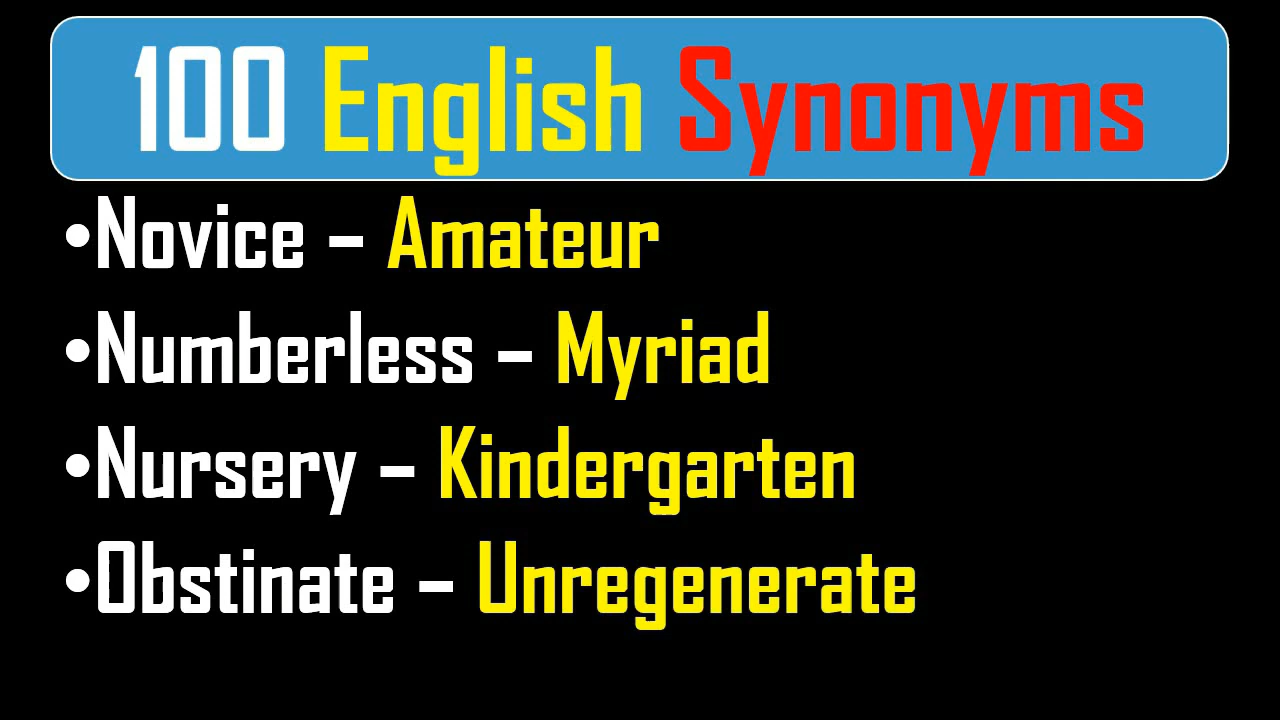 100 English Synonyms
•Novice – Amateur
•Numberless – Myriad
•Nursery – Kindergarten
•Obstinate – Unregenerate